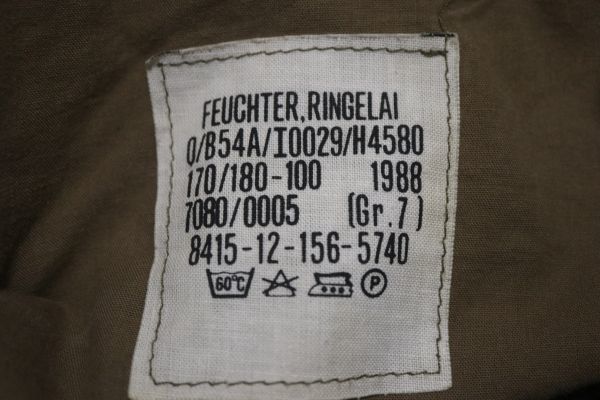 FEUCHTER,RINGELAI
0/B54A/I0029/H4580
170/180-100 1988
7080/0005 (Gr.7)
8415-12-156-5740
60°C P